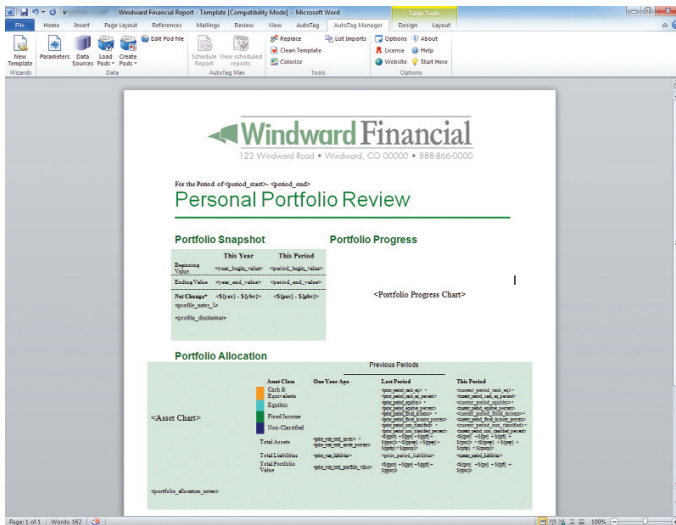 Windward Financial Report - Template [Compatibility Mode] - Microsoft Word
Table Tools
File Home Insert Page Layout References Mailings Review View AutoTag AutoTag Manager Design Layout
New Template
Parameters
Data Sources
Load Pods
Create Pods
Edit Pod file
Schedule Report
View scheduled reports
Replace
Clean Template
Colorize
List Imports
Options
License
Website
About
Help
Start Here
Wizards Data AutoTag Max Tools Options
Windward Financial
123 Windward Road • Windward, CO 00000 • 888-866-0000
For the Period of <period_start>- <period_end>
Personal Portfolio Review
Portfolio Snapshot
This Year This Period
Beginning Value <year_begin_value> <period_begin_value>
Ending Value <year_end_value> <period_end_value>
Net Change* <${yev} - ${ybv}> <${pev} - ${pbv}>
<profile_notes_1>
<profile_disclaimer>
Portfolio Progress
<Portfolio Progress Chart>
Portfolio Allocation
Previous Periods
Asset Class One Year Ago Last Period This Period
<Asset Chart>
Cash & Equivalents
Equities
Fixed Income
Non-Classified
Total Assets
Total Liabilities <prior_period_liabilities>
Total Portfolio Value
<portfolio_allocation_notes>
Page: 1 of 1 Words: 162 100%